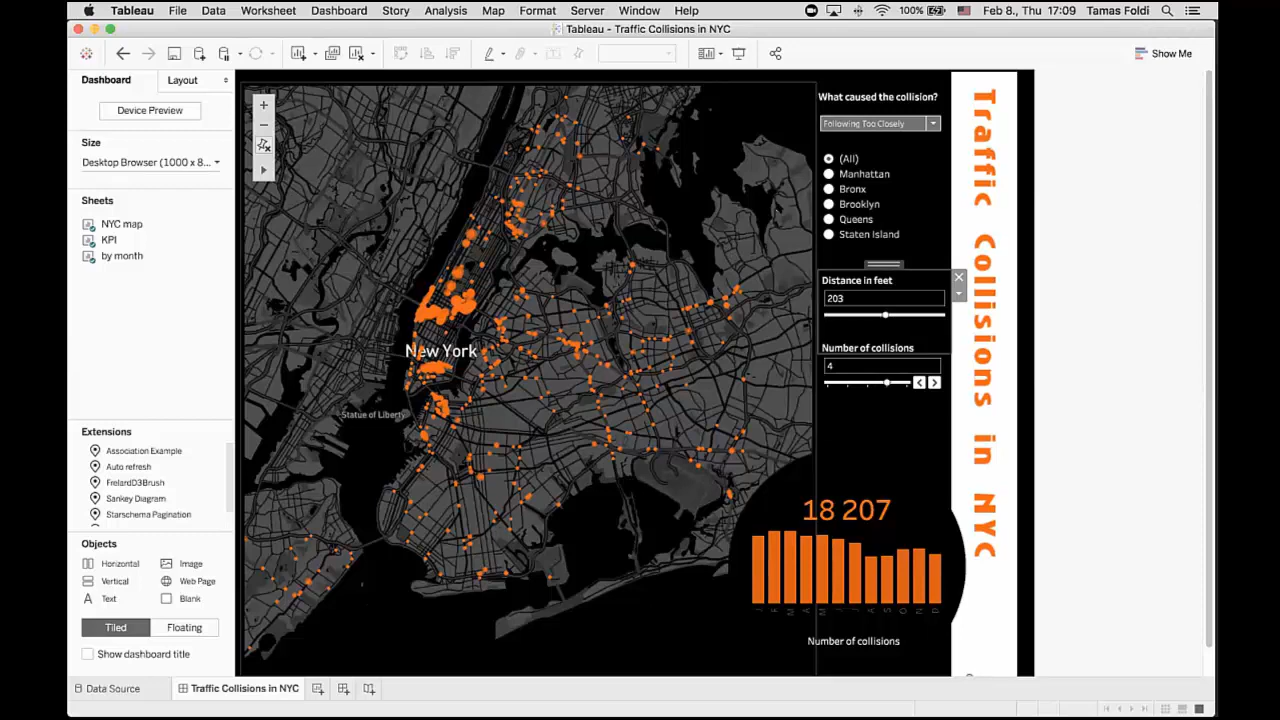 Tableau File Data Server Dashboard Story Analysis Map Format Server Window Help 100% Feb 8., Thu 17:09 Tamas Foldi
Tableau - Traffic Collisions in NYC
Show Me
Dashboard Layout
Device Preview
Size
Desktop Browser (1000 x 8...
Sheets
NYC map
KPI
by month
Extensions
Association Example
Auto refresh
FrelardD3Brush
Sankey Diagram
Starschema Pagination
Objects
Horizontal Image
Vertical Web Page
A Text Blank
Tiled Floating
Show dashboard title
New York
Statue of Liberty
What caused the collision?
Following Too Closely
(All)
Manhattan
Bronx
Brooklyn
Queens
Staten Island
Distance in feet
203
Number of collisions
4
18 207
J F M A M J J A S O N D
Number of collisions
Traffic Collisions in NYC
Data Source Traffic Collisions in NYC